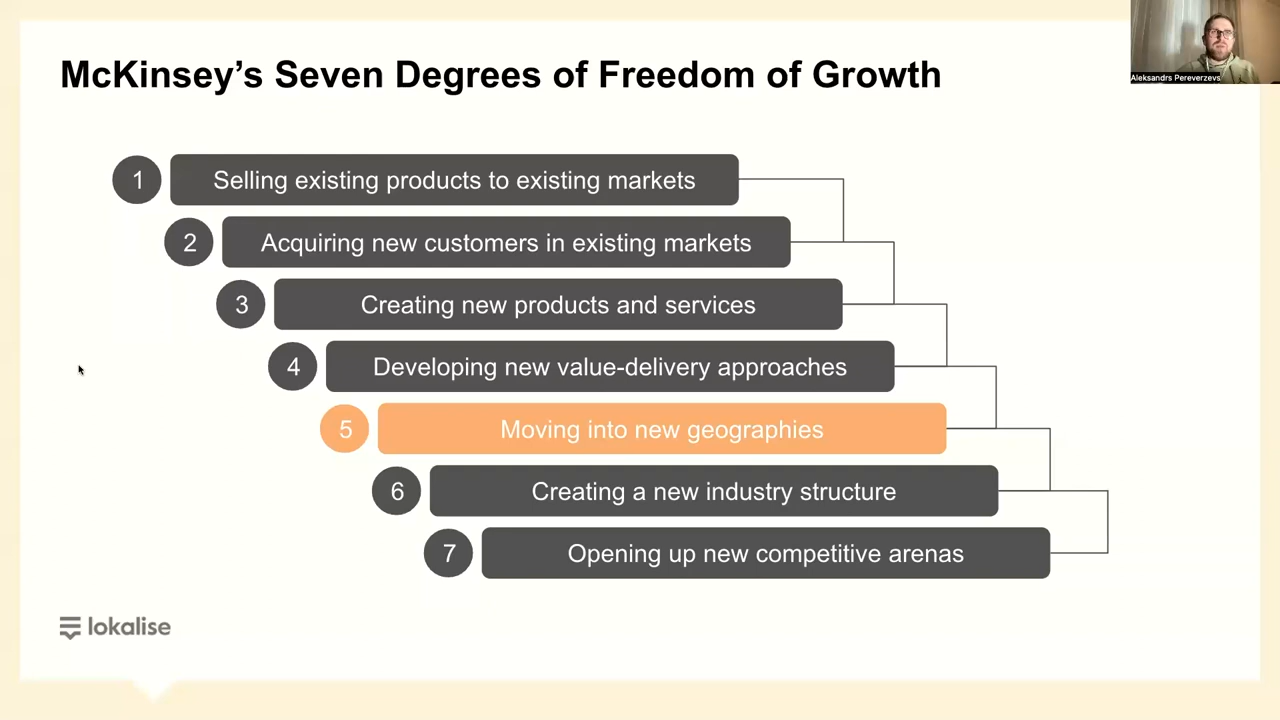 McKinsey’s Seven Degrees of Freedom of Growth
Aleksandrs Pereverzevs
1
Selling existing products to existing markets
2
Acquiring new customers in existing markets
3
Creating new products and services
4
Developing new value-delivery approaches
5
Moving into new geographies
6
Creating a new industry structure
7
Opening up new competitive arenas
lokalise